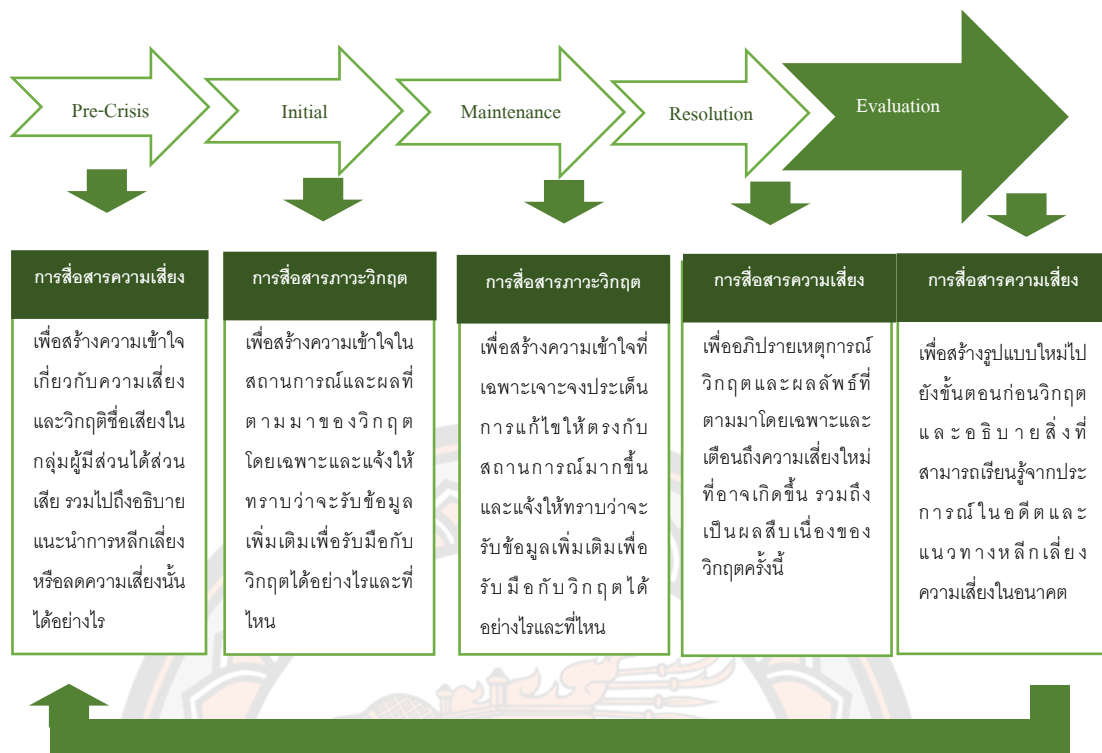 Pre-Crisis
Initial
Maintenance
Resolution
Evaluation
การสื่อสารความเสี่ยง
เพื่อสร้างความเข้าใจ
เกี่ยวกับความเสี่ยง
และวิกฤติชื่อเสียงใน
กลุ่มผู้มีส่วนได้ส่วน
เสีย รวมไปถึงอธิบาย
แนะนำการหลีกเลี่ยง
หรือลดความเสี่ยงนั้น
ได้อย่างไร
การสื่อสารภาวะวิกฤต
เพื่อสร้างความเข้าใจใน
สถานการณ์และผลที่
ตามมาของวิกฤต
โดยเฉพาะและแจ้งให้
ทราบว่าจะรับข้อมูล
เพิ่มเติมเพื่อรับมือกับ
วิกฤตได้อย่างไรและที่
ไหน
การสื่อสารภาวะวิกฤต
เพื่อสร้างความเข้าใจที่
เฉพาะเจาะจงประเด็น
การแก้ไขให้ตรงกับ
สถานการณ์มากขึ้น
และแจ้งให้ทราบว่าจะ
รับข้อมูลเพิ่มเติมเพื่อ
รับมือกับวิกฤตได้
อย่างไรและที่ไหน
การสื่อสารความเสี่ยง
เพื่ออภิปรายเหตุการณ์
วิกฤตและผลลัพธ์ที่
ตามมาโดยเฉพาะและ
เตือนถึงความเสี่ยงใหม่
ที่อาจเกิดขึ้น รวมถึง
เป็นผลสืบเนื่องของ
วิกฤตครั้งนี้
การสื่อสารความเสี่ยง
เพื่อสร้างรูปแบบใหม่ไป
ยังขั้นตอนก่อนวิกฤต
และอธิบายสิ่งที่
สามารถเรียนรู้จากประ
การณ์ในอดีตและ
แนวทางหลีกเลี่ยง
ความเสี่ยงในอนาคต